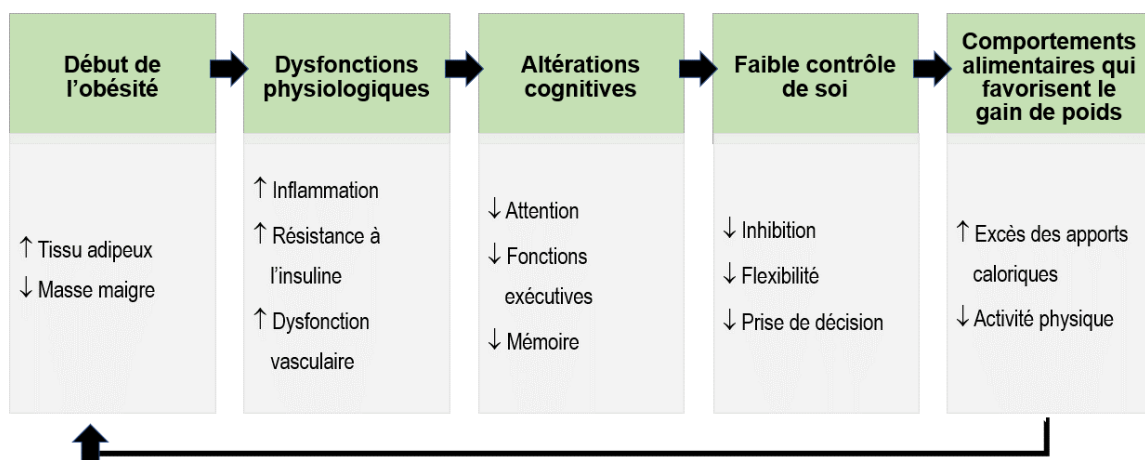 Début de
l’obésité
↑ Tissu adipeux
↓ Masse maigre
Dysfonctions
physiologiques
↑ Inflammation
↑ Résistance à
l’insuline
↑ Dysfonction
vasculaire
Altérations
cognitives
↓ Attention
↓ Fonctions
exécutives
↓ Mémoire
Faible contrôle
de soi
↓ Inhibition
↓ Flexibilité
↓ Prise de décision
Comportements
alimentaires qui
favorisent le
gain de poids
↑ Excès des apports
caloriques
↓ Activité physique